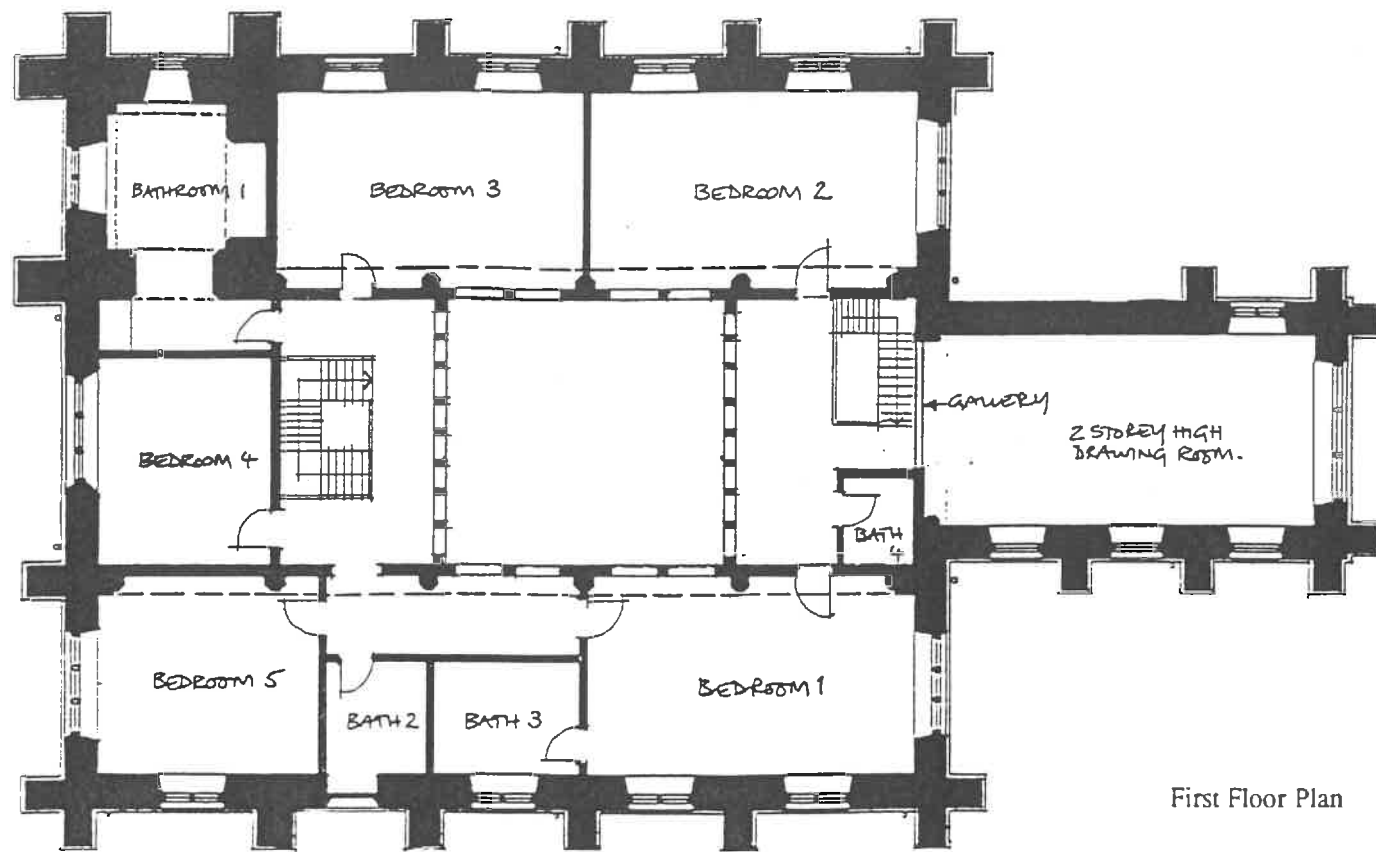 BATHROOM 1
BEDROOM 3
BEDROOM 2
GALLERY
2 STOREY HIGH
DRAWING ROOM.
BEDROOM 4
BATH
4
BEDROOM 5
BATH 2
BATH 3
BEDROOM 1
First Floor Plan